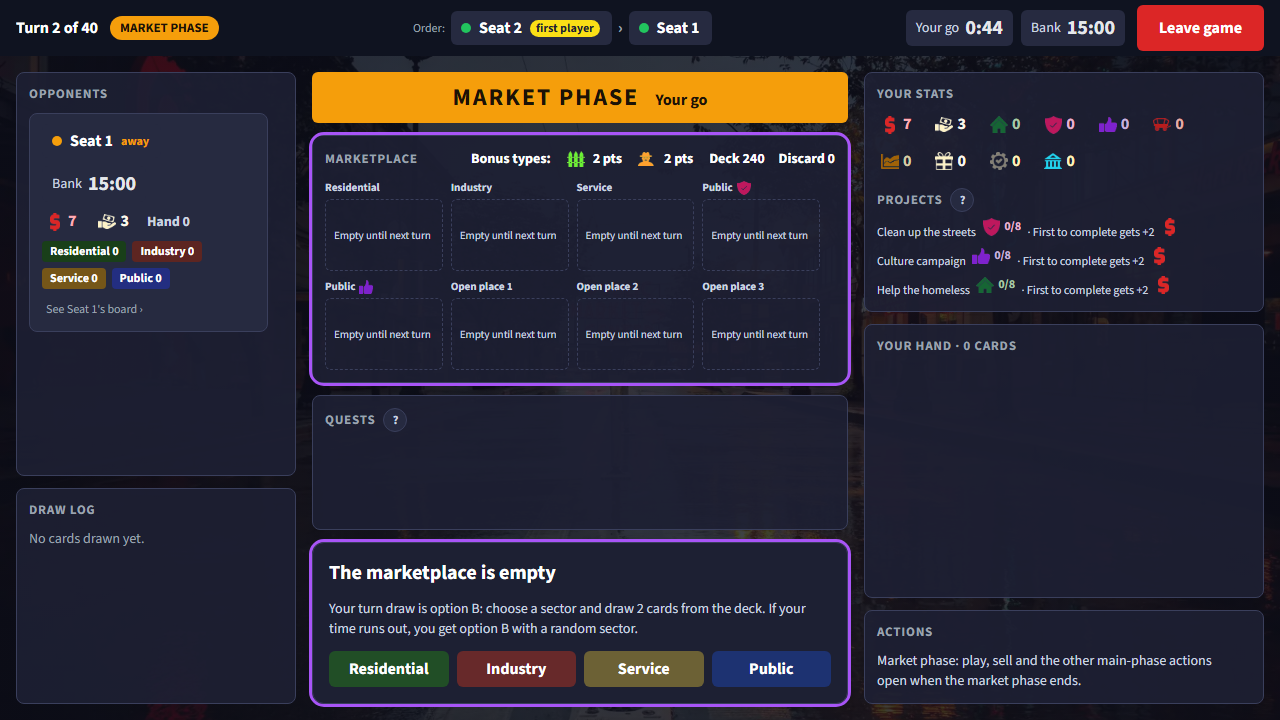 Turn 2 of 40
MARKET PHASE
Order:
Seat 2
first player
›
Seat 1
Your go 0:44
Bank 15:00
Leave game
OPPONENTS
Seat 1 away
Bank 15:00
7 3 Hand 0
Residential 0
Industry 0
Service 0
Public 0
See Seat 1's board ›
DRAW LOG
No cards drawn yet.
MARKET PHASE Your go
MARKETPLACE
Bonus types: 2 pts 2 pts Deck 240 Discard 0
Residential
Industry
Service
Public
Empty until next turn
Empty until next turn
Empty until next turn
Empty until next turn
Public
Open place 1
Open place 2
Open place 3
Empty until next turn
Empty until next turn
Empty until next turn
Empty until next turn
QUESTS ?
The marketplace is empty
Your turn draw is option B: choose a sector and draw 2 cards from the deck. If your
time runs out, you get option B with a random sector.
Residential
Industry
Service
Public
YOUR STATS
7 3 0 0 0 0
0 0 0 0
PROJECTS ?
Clean up the streets 0/8 · First to complete gets +2
Culture campaign 0/8 · First to complete gets +2
Help the homeless 0/8 · First to complete gets +2
YOUR HAND · 0 CARDS
ACTIONS
Market phase: play, sell and the other main-phase actions
open when the market phase ends.